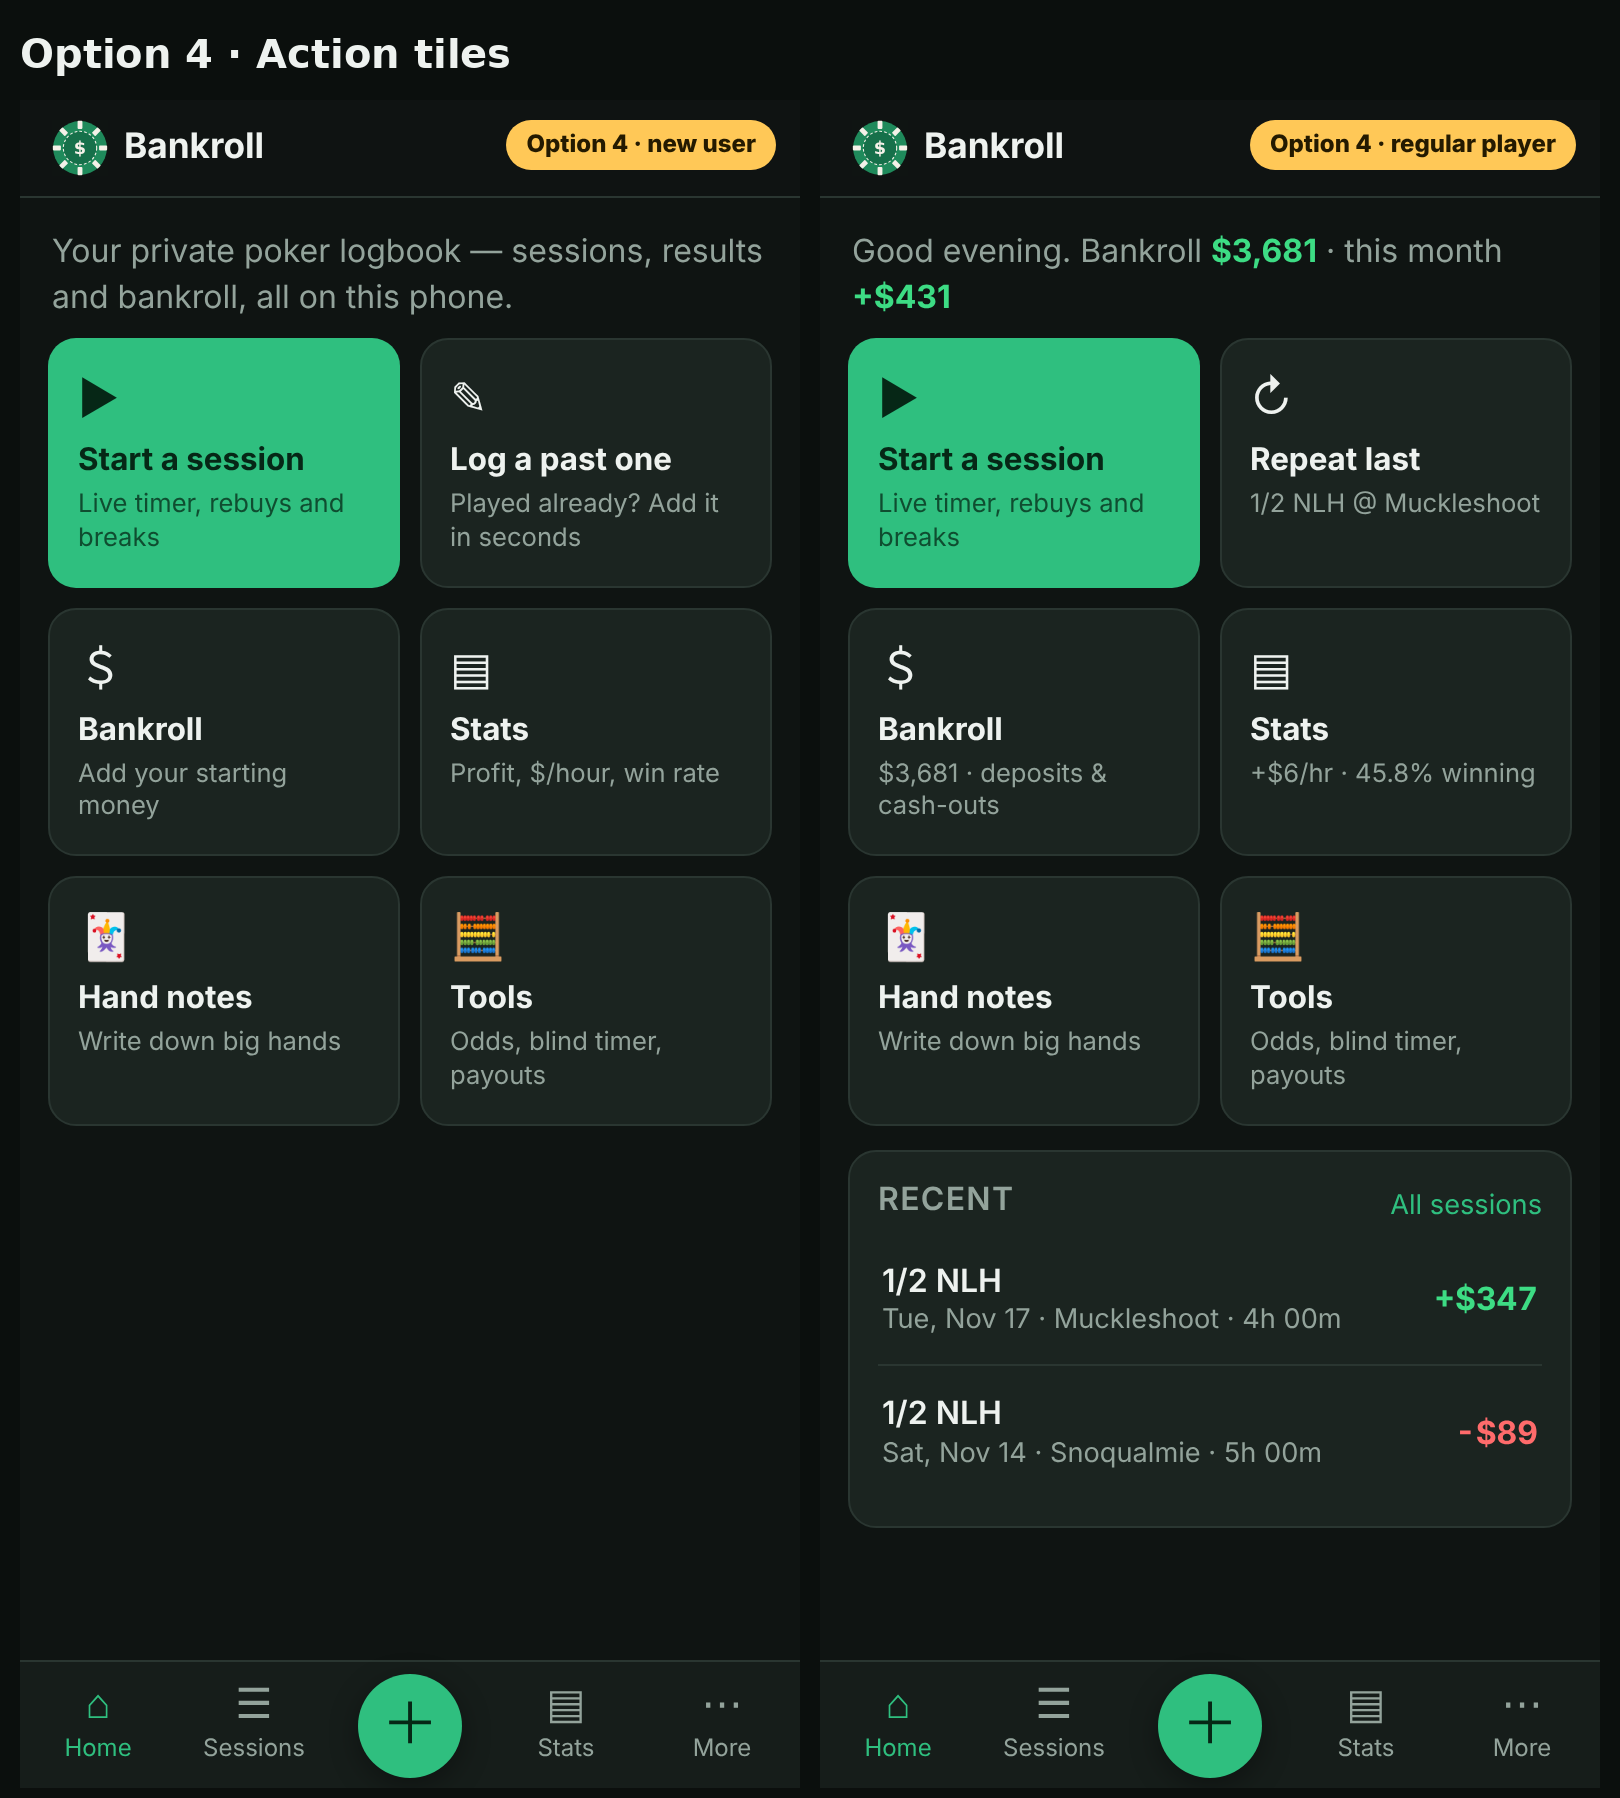 Option 4 · Action tiles
$
Bankroll
Option 4 · new user
Your private poker logbook — sessions, results
and bankroll, all on this phone.
Start a session
Live timer, rebuys and
breaks
Log a past one
Played already? Add it
in seconds
$
Bankroll
Add your starting
money
Stats
Profit, $/hour, win rate
Hand notes
Write down big hands
Tools
Odds, blind timer,
payouts
Home
Sessions
+
Stats
More
$
Bankroll
Option 4 · regular player
Good evening. Bankroll $3,681 · this month
+$431
Start a session
Live timer, rebuys and
breaks
Repeat last
1/2 NLH @ Muckleshoot
$
Bankroll
$3,681 · deposits &
cash-outs
Stats
+$6/hr · 45.8% winning
Hand notes
Write down big hands
Tools
Odds, blind timer,
payouts
RECENT
All sessions
1/2 NLH
Tue, Nov 17 · Muckleshoot · 4h 00m
+$347
1/2 NLH
Sat, Nov 14 · Snoqualmie · 5h 00m
-$89
Home
Sessions
+
Stats
More